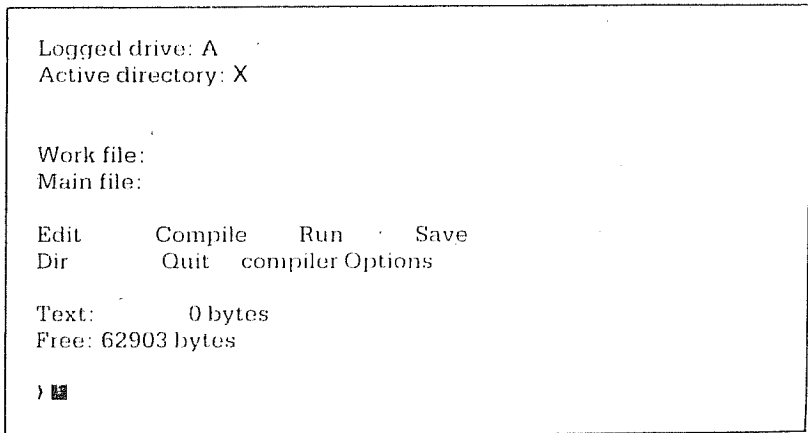 Logged drive: A
Active directory: X
Work file:
Main file:
Edit Compile Run Save
Dir Quit compiler Options
Text: 0 bytes
Free: 62903 bytes
>